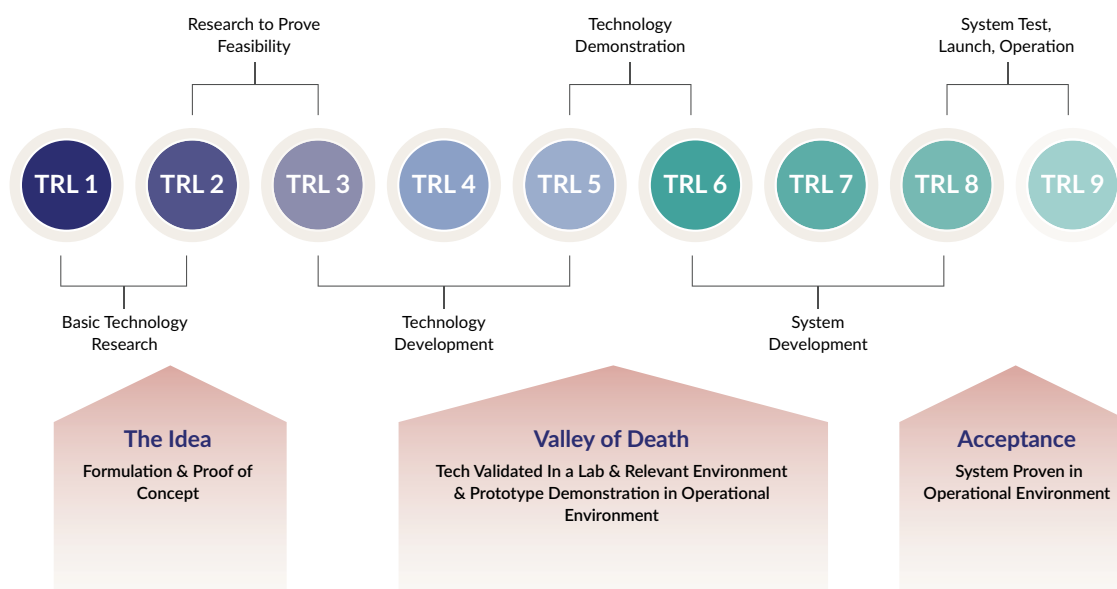 Research to Prove
Feasibility
Technology
Demonstration
System Test,
Launch, Operation
TRL 1
TRL 2
TRL 3
TRL 4
TRL 5
TRL 6
TRL 7
TRL 8
TRL 9
Basic Technology
Research
Technology
Development
System
Development
The Idea
Formulation & Proof of
Concept
Valley of Death
Tech Validated In a Lab & Relevant Environment
& Prototype Demonstration in Operational
Environment
Acceptance
System Proven in
Operational Environment